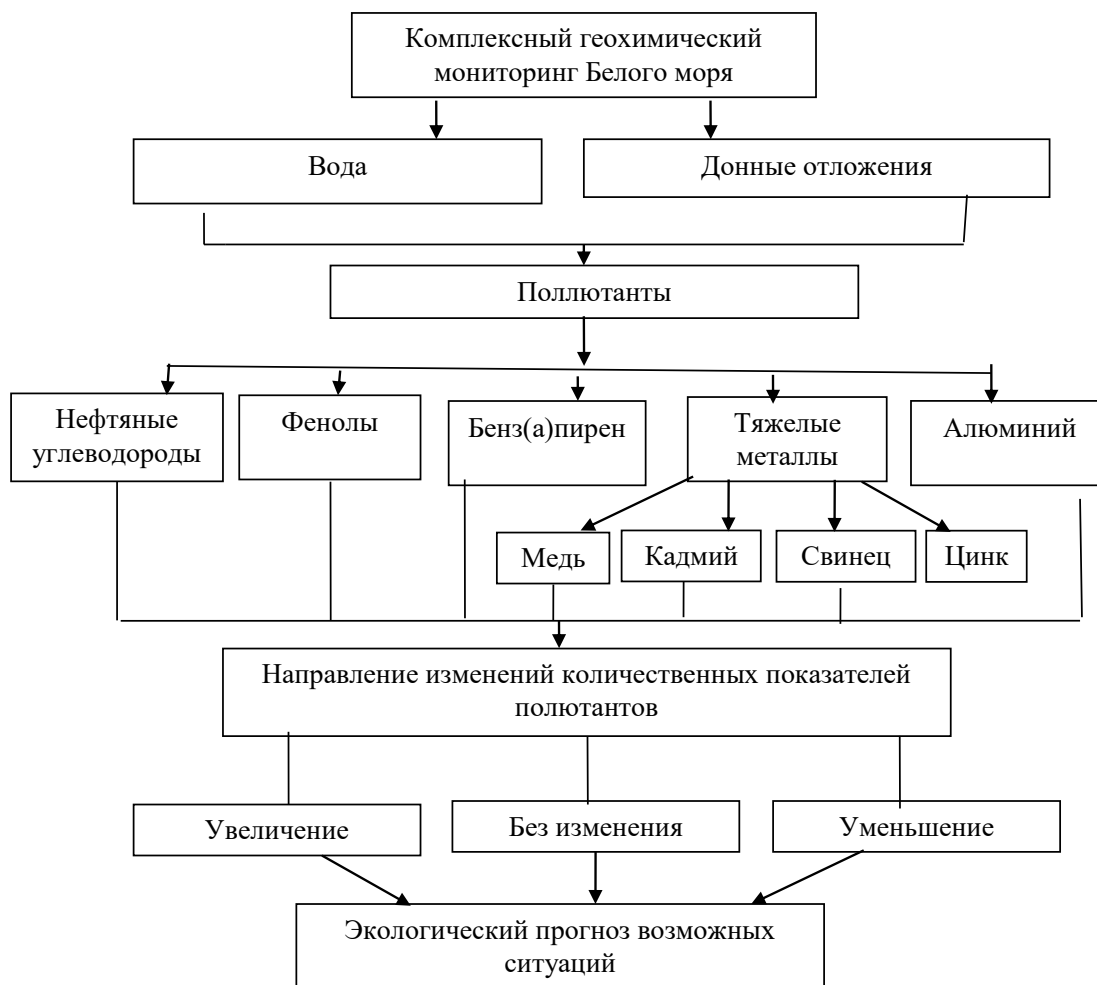 Комплексный геохимический
мониторинг Белого моря
Вода
Донные отложения
Поллютанты
Нефтяные
углеводороды
Фенолы
Бенз(а)пирен
Тяжелые
металлы
Алюминий
Медь
Кадмий
Свинец
Цинк
Направление изменений количественных показателей
полютантов
Увеличение
Без изменения
Уменьшение
Экологический прогноз возможных
ситуаций